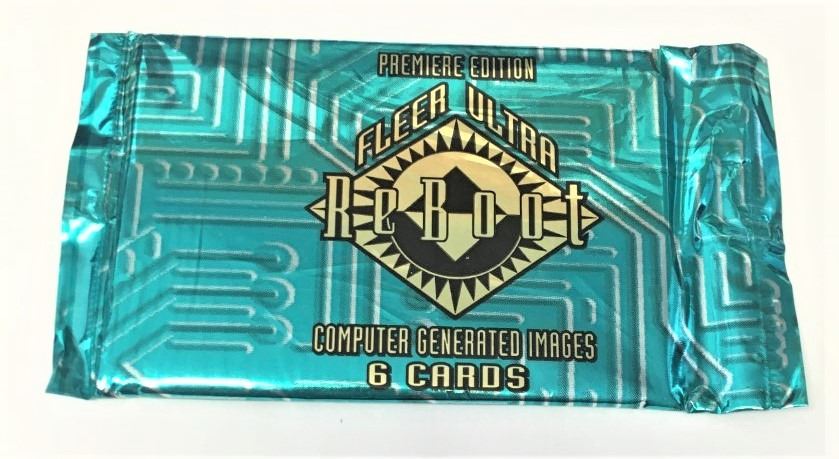 PREMIERE EDITION
FLEER ULTRA
ReBoot
COMPUTER GENERATED IMAGES
6 CARDS